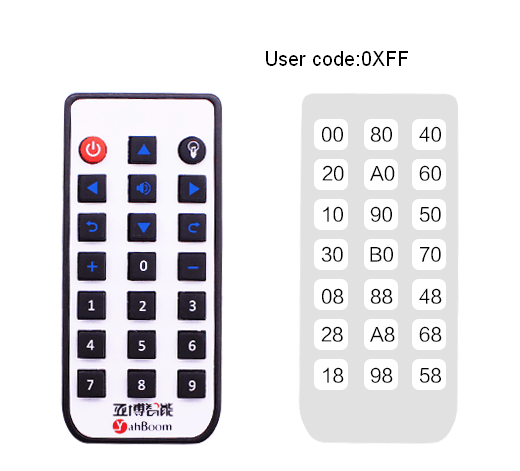 User code:0XFF
+ 0 −
1 2 3
4 5 6
7 8 9
亚博智能
YahBoom
00 80 40
20 A0 60
10 90 50
30 B0 70
08 88 48
28 A8 68
18 98 58